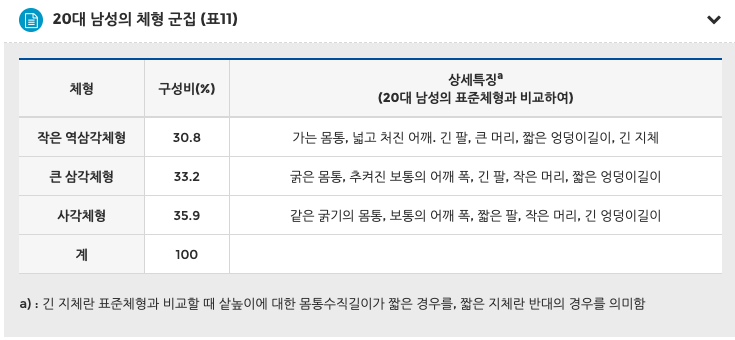 20대 남성의 체형 군집 (표11)
체형 구성비(%) 상세특징a
(20대 남성의 표준체형과 비교하여)
작은 역삼각체형 30.8 가는 몸통, 넓고 처진 어깨. 긴 팔, 큰 머리, 짧은 엉덩이길이, 긴 지체
큰 삼각체형 33.2 굵은 몸통, 추켜진 보통의 어깨 폭, 긴 팔, 작은 머리, 짧은 엉덩이길이
사각체형 35.9 같은 굵기의 몸통, 보통의 어깨 폭, 짧은 팔, 작은 머리, 긴 엉덩이길이
계 100
a) : 긴 지체란 표준체형과 비교할 때 샅높이에 대한 몸통수직길이가 짧은 경우를, 짧은 지체란 반대의 경우를 의미함